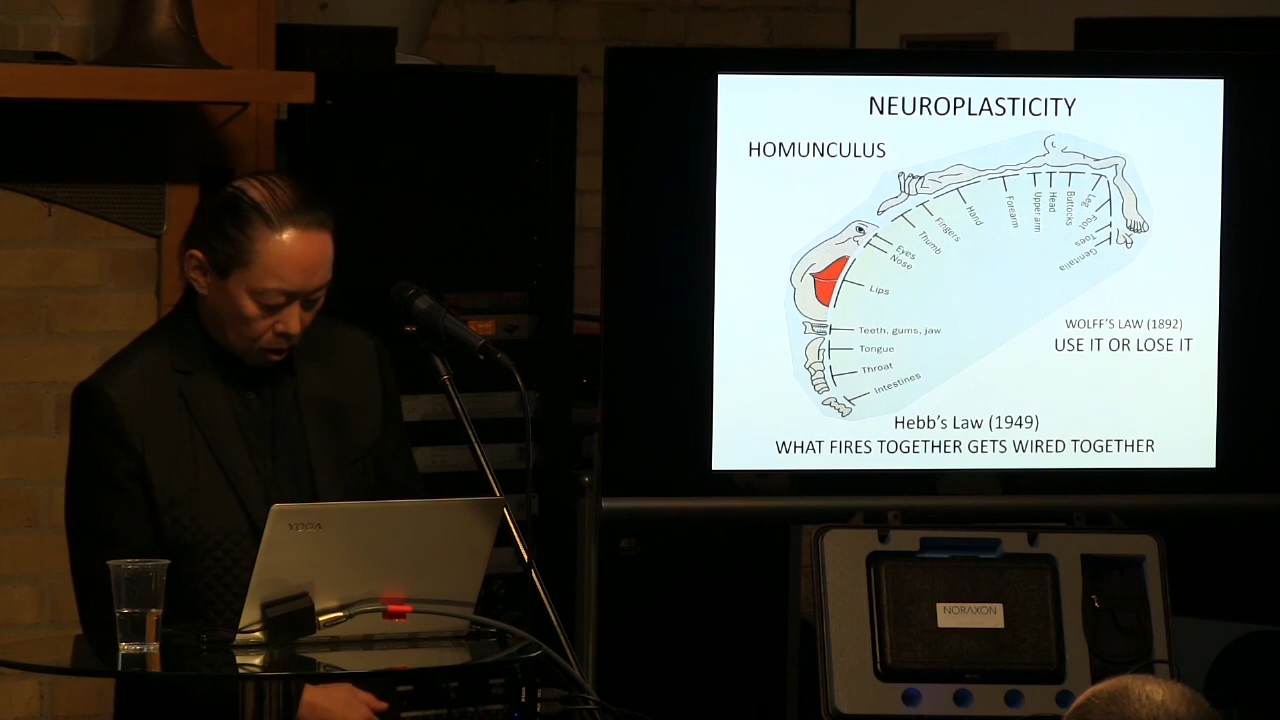 NEUROPLASTICITY
HOMUNCULUS
Leg
Foot
Toes
Genitalia
Buttocks
Head
Upper arm
Forearm
Hand
Fingers
Thumb
Eyes
Nose
Lips
Teeth, gums, jaw
Tongue
Throat
Intestines
WOLFF'S LAW (1892)
USE IT OR LOSE IT
Hebb's Law (1949)
WHAT FIRES TOGETHER GETS WIRED TOGETHER
YOGA
NORAXON